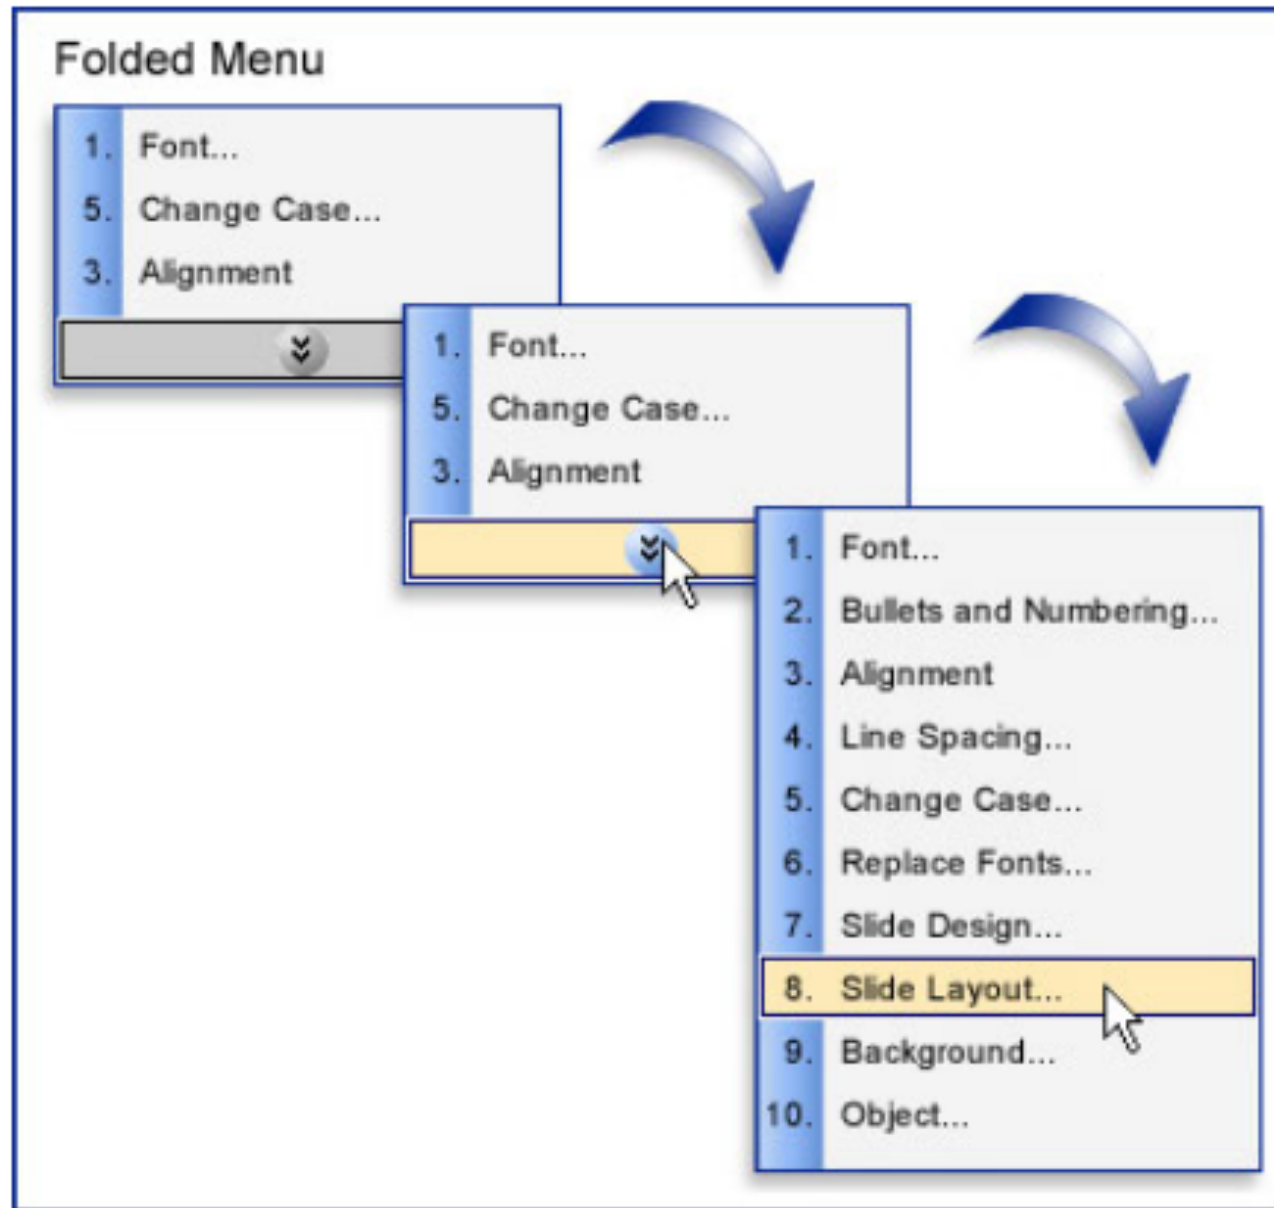 Folded Menu
1. Font...
5. Change Case...
3. Alignment
1. Font...
5. Change Case...
3. Alignment
1. Font...
2. Bullets and Numbering...
3. Alignment
4. Line Spacing...
5. Change Case...
6. Replace Fonts...
7. Slide Design...
8. Slide Layout...
9. Background...
10. Object...